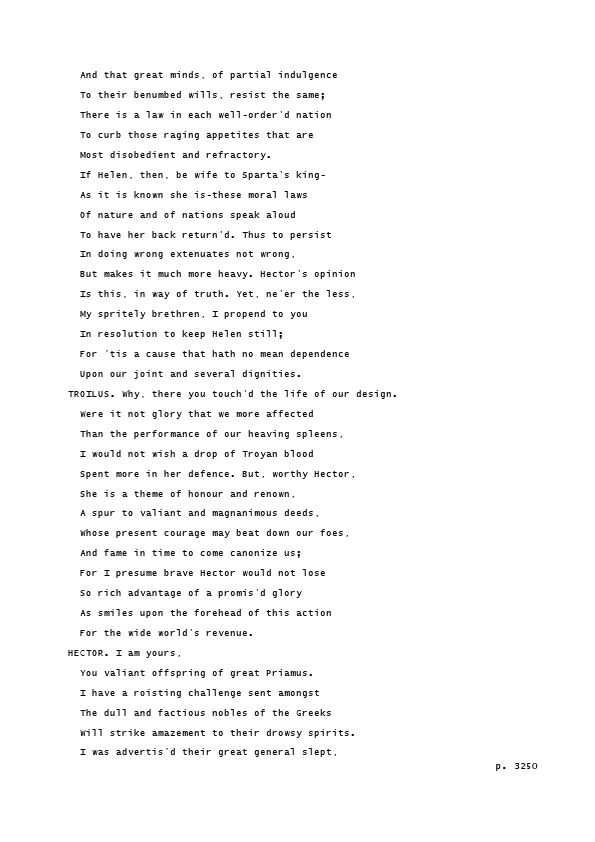 And that great minds, of partial indulgence
To their benumbed wills, resist the same;
There is a law in each well-order'd nation
To curb those raging appetites that are
Most disobedient and refractory.
If Helen, then, be wife to Sparta's king-
As it is known she is-these moral laws
Of nature and of nations speak aloud
To have her back return'd. Thus to persist
In doing wrong extenuates not wrong,
But makes it much more heavy. Hector's opinion
Is this, in way of truth. Yet, ne'er the less,
My spritely brethren, I propend to you
In resolution to keep Helen still;
For 'tis a cause that hath no mean dependence
Upon our joint and several dignities.
TROILUS. Why, there you touch'd the life of our design.
Were it not glory that we more affected
Than the performance of our heaving spleens,
I would not wish a drop of Troyan blood
Spent more in her defence. But, worthy Hector,
She is a theme of honour and renown,
A spur to valiant and magnanimous deeds,
Whose present courage may beat down our foes,
And fame in time to come canonize us;
For I presume brave Hector would not lose
So rich advantage of a promis'd glory
As smiles upon the forehead of this action
For the wide world's revenue.
HECTOR. I am yours,
You valiant offspring of great Priamus.
I have a roisting challenge sent amongst
The dull and factious nobles of the Greeks
Will strike amazement to their drowsy spirits.
I was advertis'd their great general slept,
p. 3250